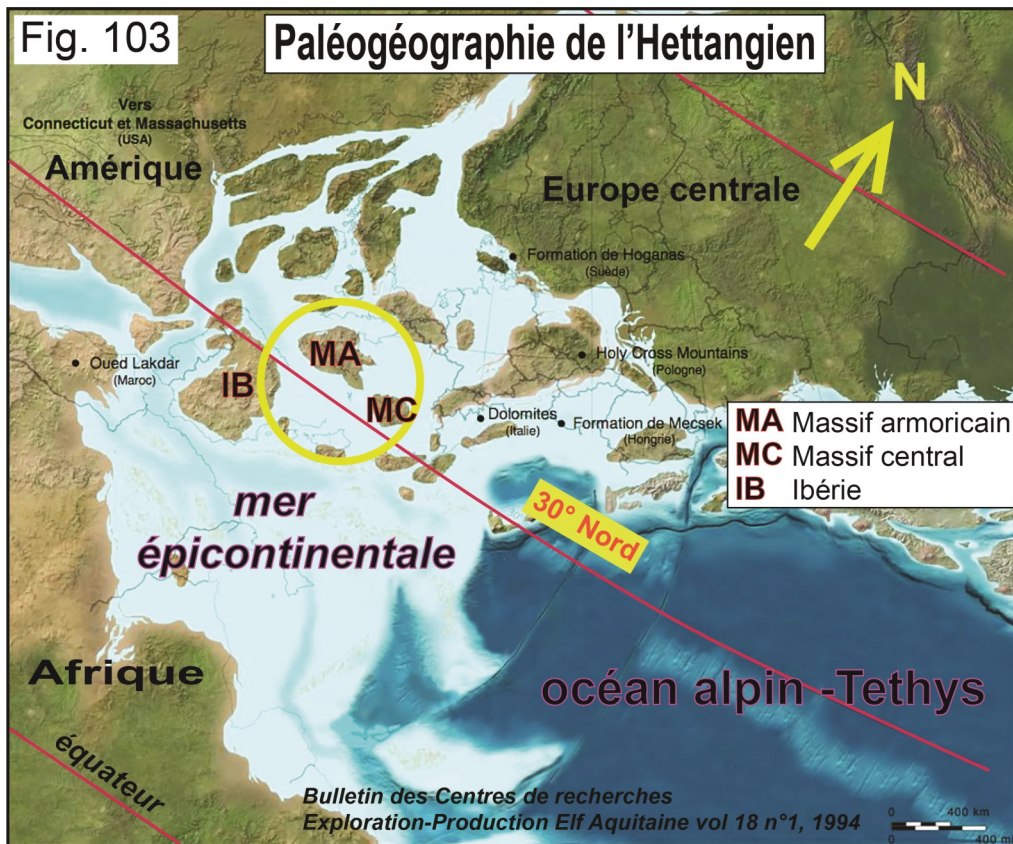 Fig. 103
Paléogéographie de l'Hettangien
N
Vers
Connecticut et Massachusetts
(USA)
Amérique
Europe centrale
Formation de Hoganas
(Suède)
MA
Oued Lakdar
(Maroc)
IB
Holy Cross Mountains
(Pologne)
MC
Dolomites
(Italie)
Formation de Mecsek
(Hongrie)
MA Massif armoricain
MC Massif central
IB Ibérie
mer
épicontinentale
30° Nord
Afrique
océan alpin -Tethys
équateur
Bulletin des Centres de recherches
Exploration-Production Elf Aquitaine vol 18 n°1, 1994
0 400 km
0 400 mi